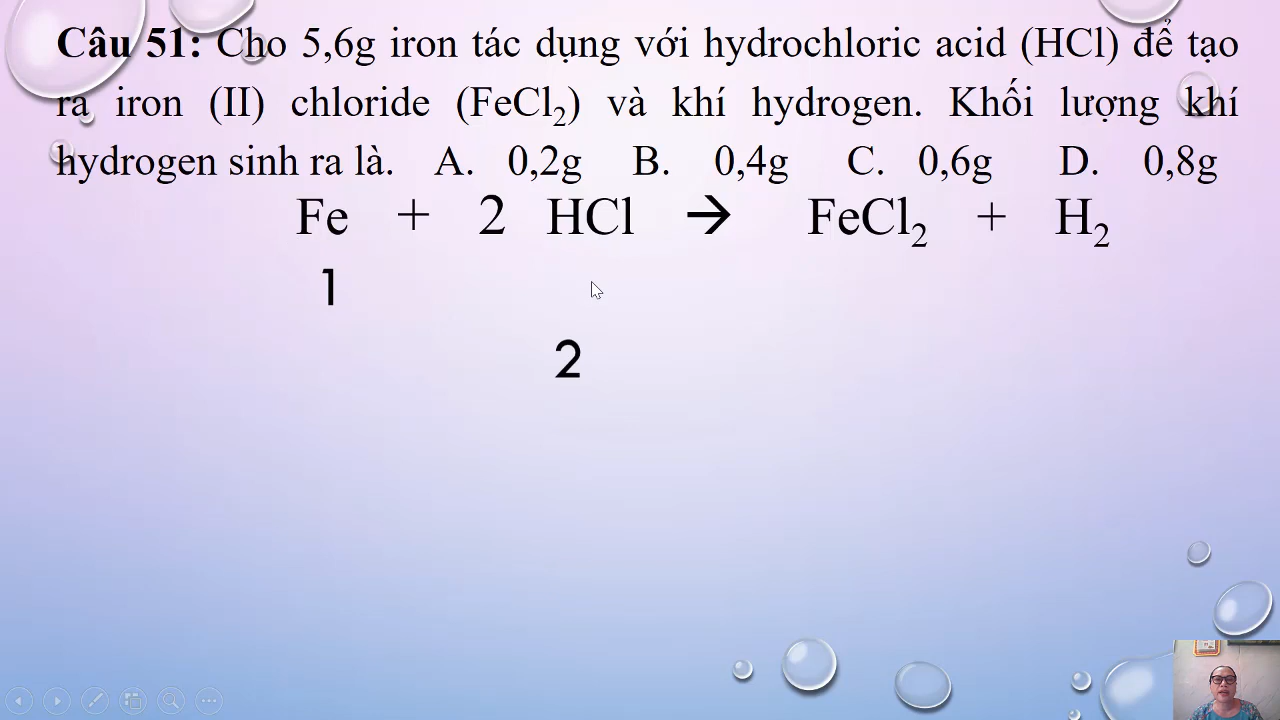 Câu 51: Cho 5,6g iron tác dụng với hydrochloric acid (HCl) để tạo
ra iron (II) chloride (FeCl₂) và khí hydrogen. Khối lượng khí
hydrogen sinh ra là. A. 0,2g B. 0,4g C. 0,6g D. 0,8g
Fe + 2 HCl → FeCl₂ + H₂
1
2